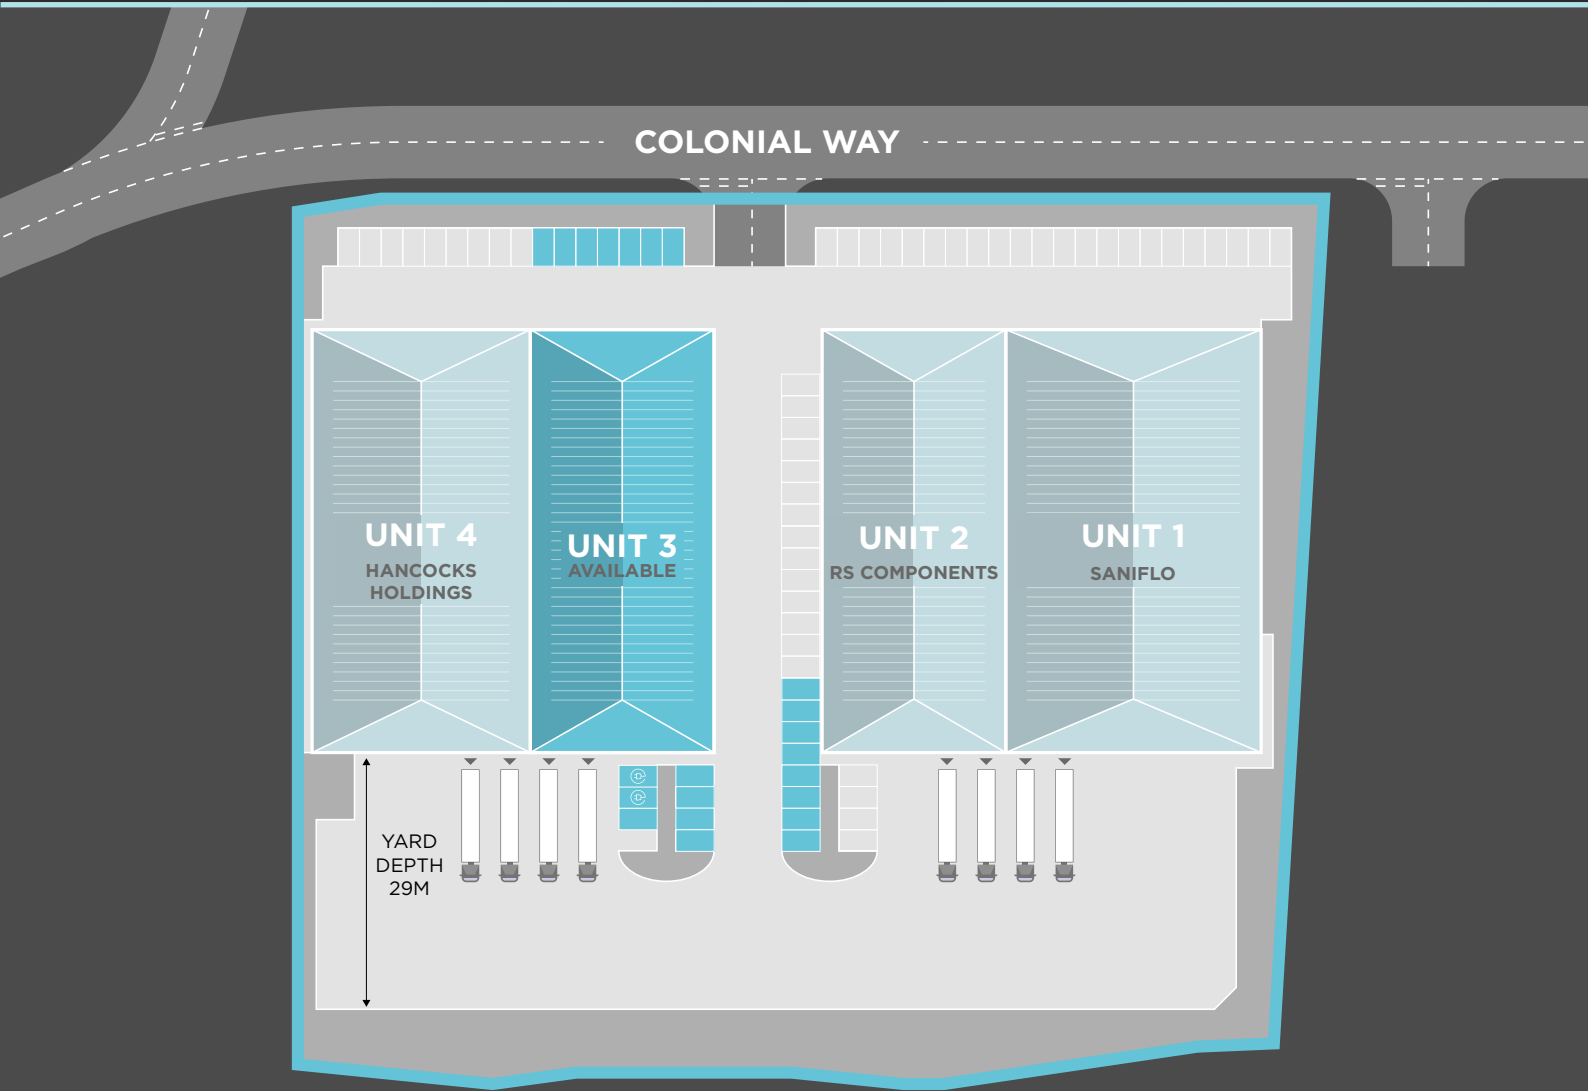 COLONIAL WAY
UNIT 4
HANCOCKS
HOLDINGS
UNIT 3
AVAILABLE
UNIT 2
RS COMPONENTS
UNIT 1
SANIFLO
YARD
DEPTH
29M